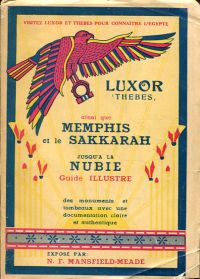 VISITEZ LUXOR ET THEBES POUR CONNAITRE L'EGYPTE
LUXOR
(THEBES)
ainsi que
MEMPHIS
et le SAKKARAH
JUSQU'A LA
NUBIE
Guide ILLUSTRE
des monuments et
tombeaux avec une
documentation claire
et authentique
EXPOSE PAR:
N. F. MANSFIELD-MEADE